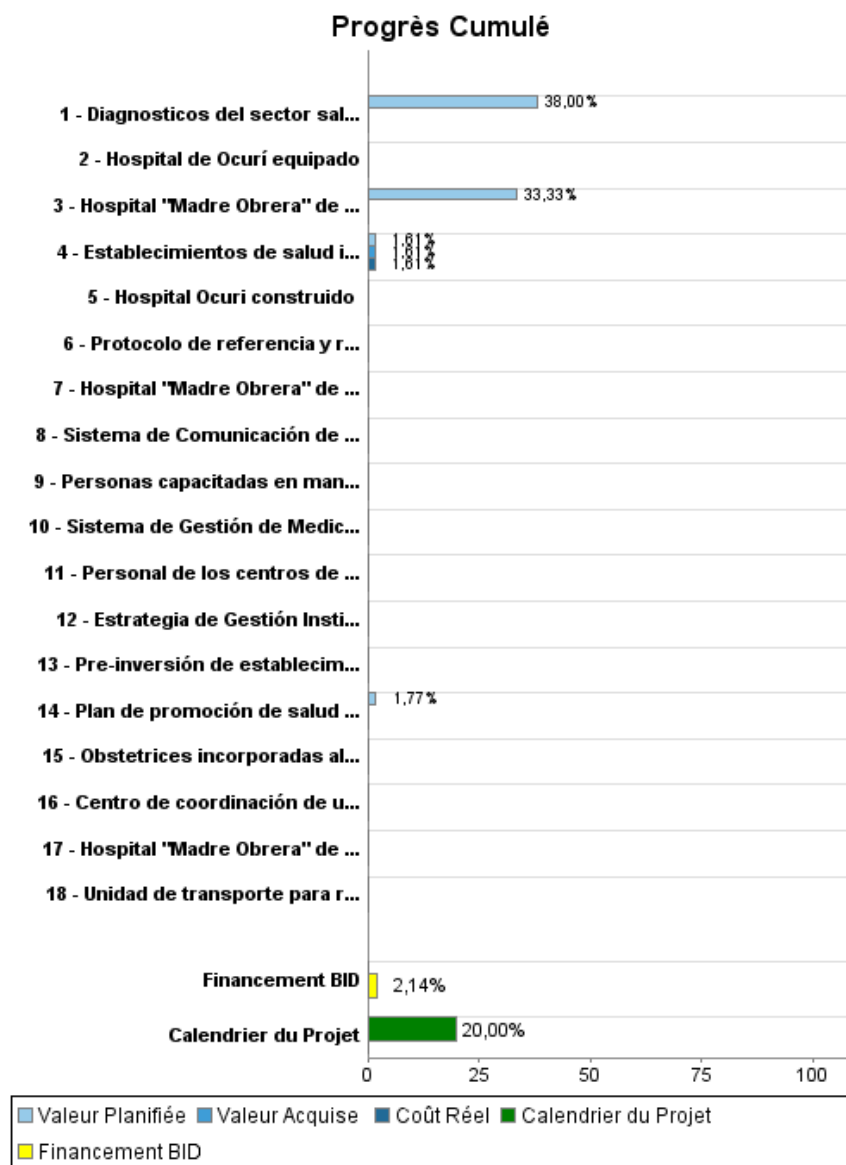 Progrès Cumulé
1 - Diagnosticos del sector sal... 38,00%
2 - Hospital de Ocurí equipado
3 - Hospital "Madre Obrera" de ... 33,33%
1,61%
4 - Establecimientos de salud i... 1,61%
1,61%
5 - Hospital Ocuri construido
6 - Protocolo de referencia y r...
7 - Hospital "Madre Obrera" de ...
8 - Sistema de Comunicación de ...
9 - Personas capacitadas en man...
10 - Sistema de Gestión de Medic...
11 - Personal de los centros de ...
12 - Estrategia de Gestión Insti...
13 - Pre-inversión de establecim...
14 - Plan de promoción de salud ... 1,77%
15 - Obstetrices incorporadas al...
16 - Centro de coordinación de u...
17 - Hospital "Madre Obrera" de ...
18 - Unidad de transporte para r...
Financement BID 2,14%
Calendrier du Projet 20,00%
0 25 50 75 100
Valeur Planifiée Valeur Acquise Coût Réel Calendrier du Projet
Financement BID